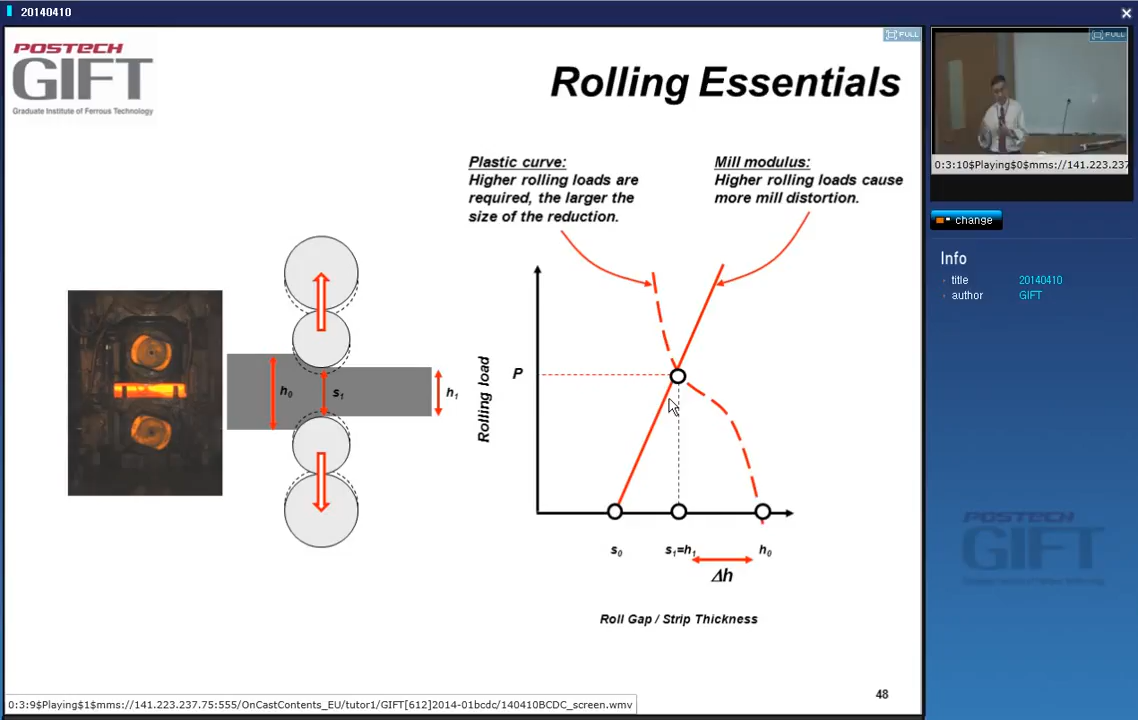 20140410
FULL
FULL
POSTECH
GIFT
Graduate Institute of Ferrous Technology
Rolling Essentials
Plastic curve:
Higher rolling loads are
required, the larger the
size of the reduction.
Mill modulus:
Higher rolling loads cause
more mill distortion.
h0
s1
h1
Rolling load
P
s0
s1=h1
h0
Δh
Roll Gap / Strip Thickness
48
0:3:9$Playing$1$mms://141.223.237.75:555/OnCastContents_EU/tutor1/GIFT[612]2014-01bcdc/140410BCDC_screen.wmv
0:3:10$Playing$0$mms://141.223.237
change
Info
title 20140410
author GIFT
POSTECH
GIFT